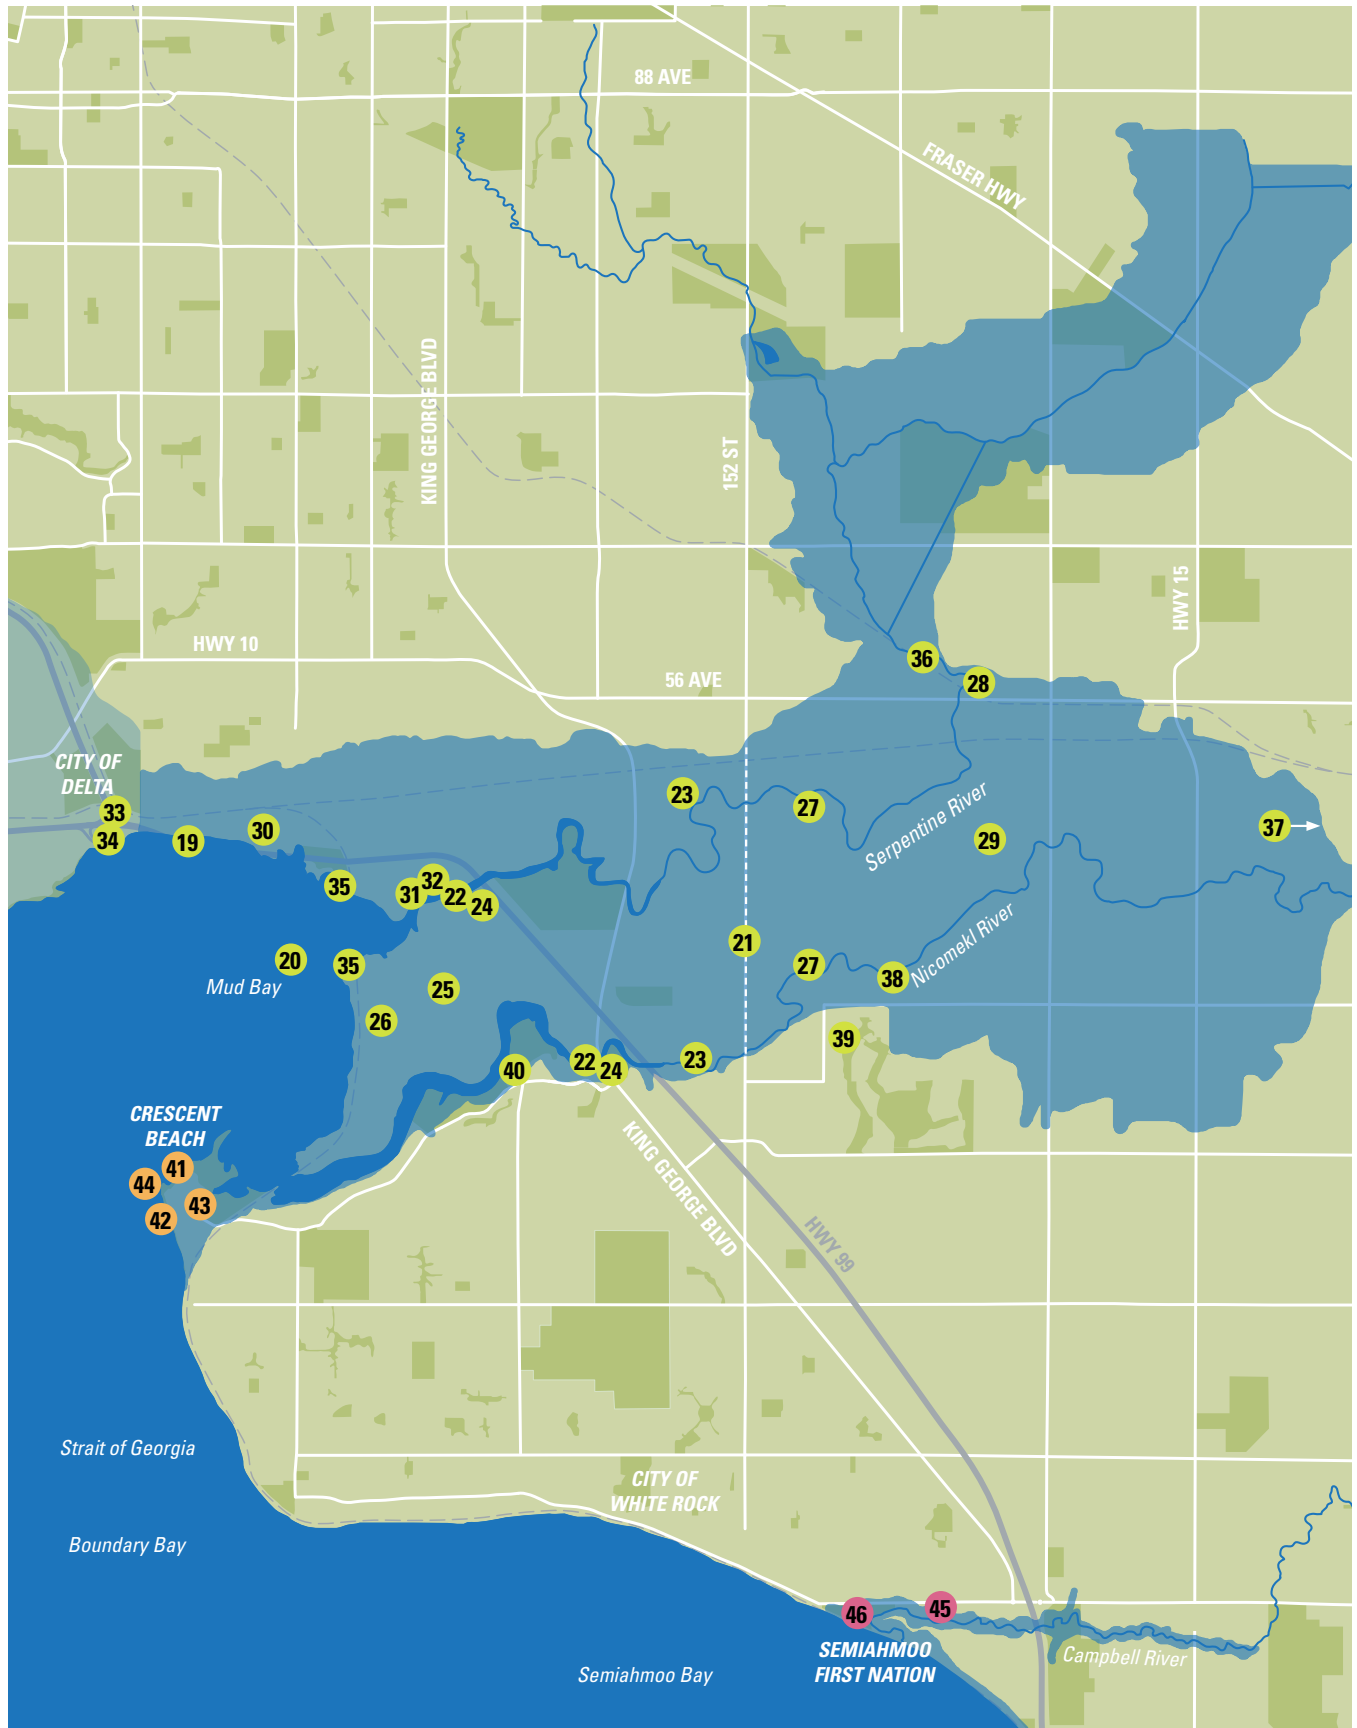 88 AVE
FRASER HWY
KING GEORGE BLVD
152 ST
HWY 15
HWY 10
36
56 AVE
28
CITY OF
DELTA
33
23
27
Serpentine River
37
34
19
30
29
35
31
32
22
24
Nicomekl River
20
35
21
27
38
Mud Bay
25
26
39
40
22
24
23
CRESCENT
BEACH
KING GEORGE BLVD
41
44
43
42
HWY 99
Strait of Georgia
CITY OF
WHITE ROCK
Boundary Bay
46
45
SEMIAHMOO
FIRST NATION
Campbell River
Semiahmoo Bay